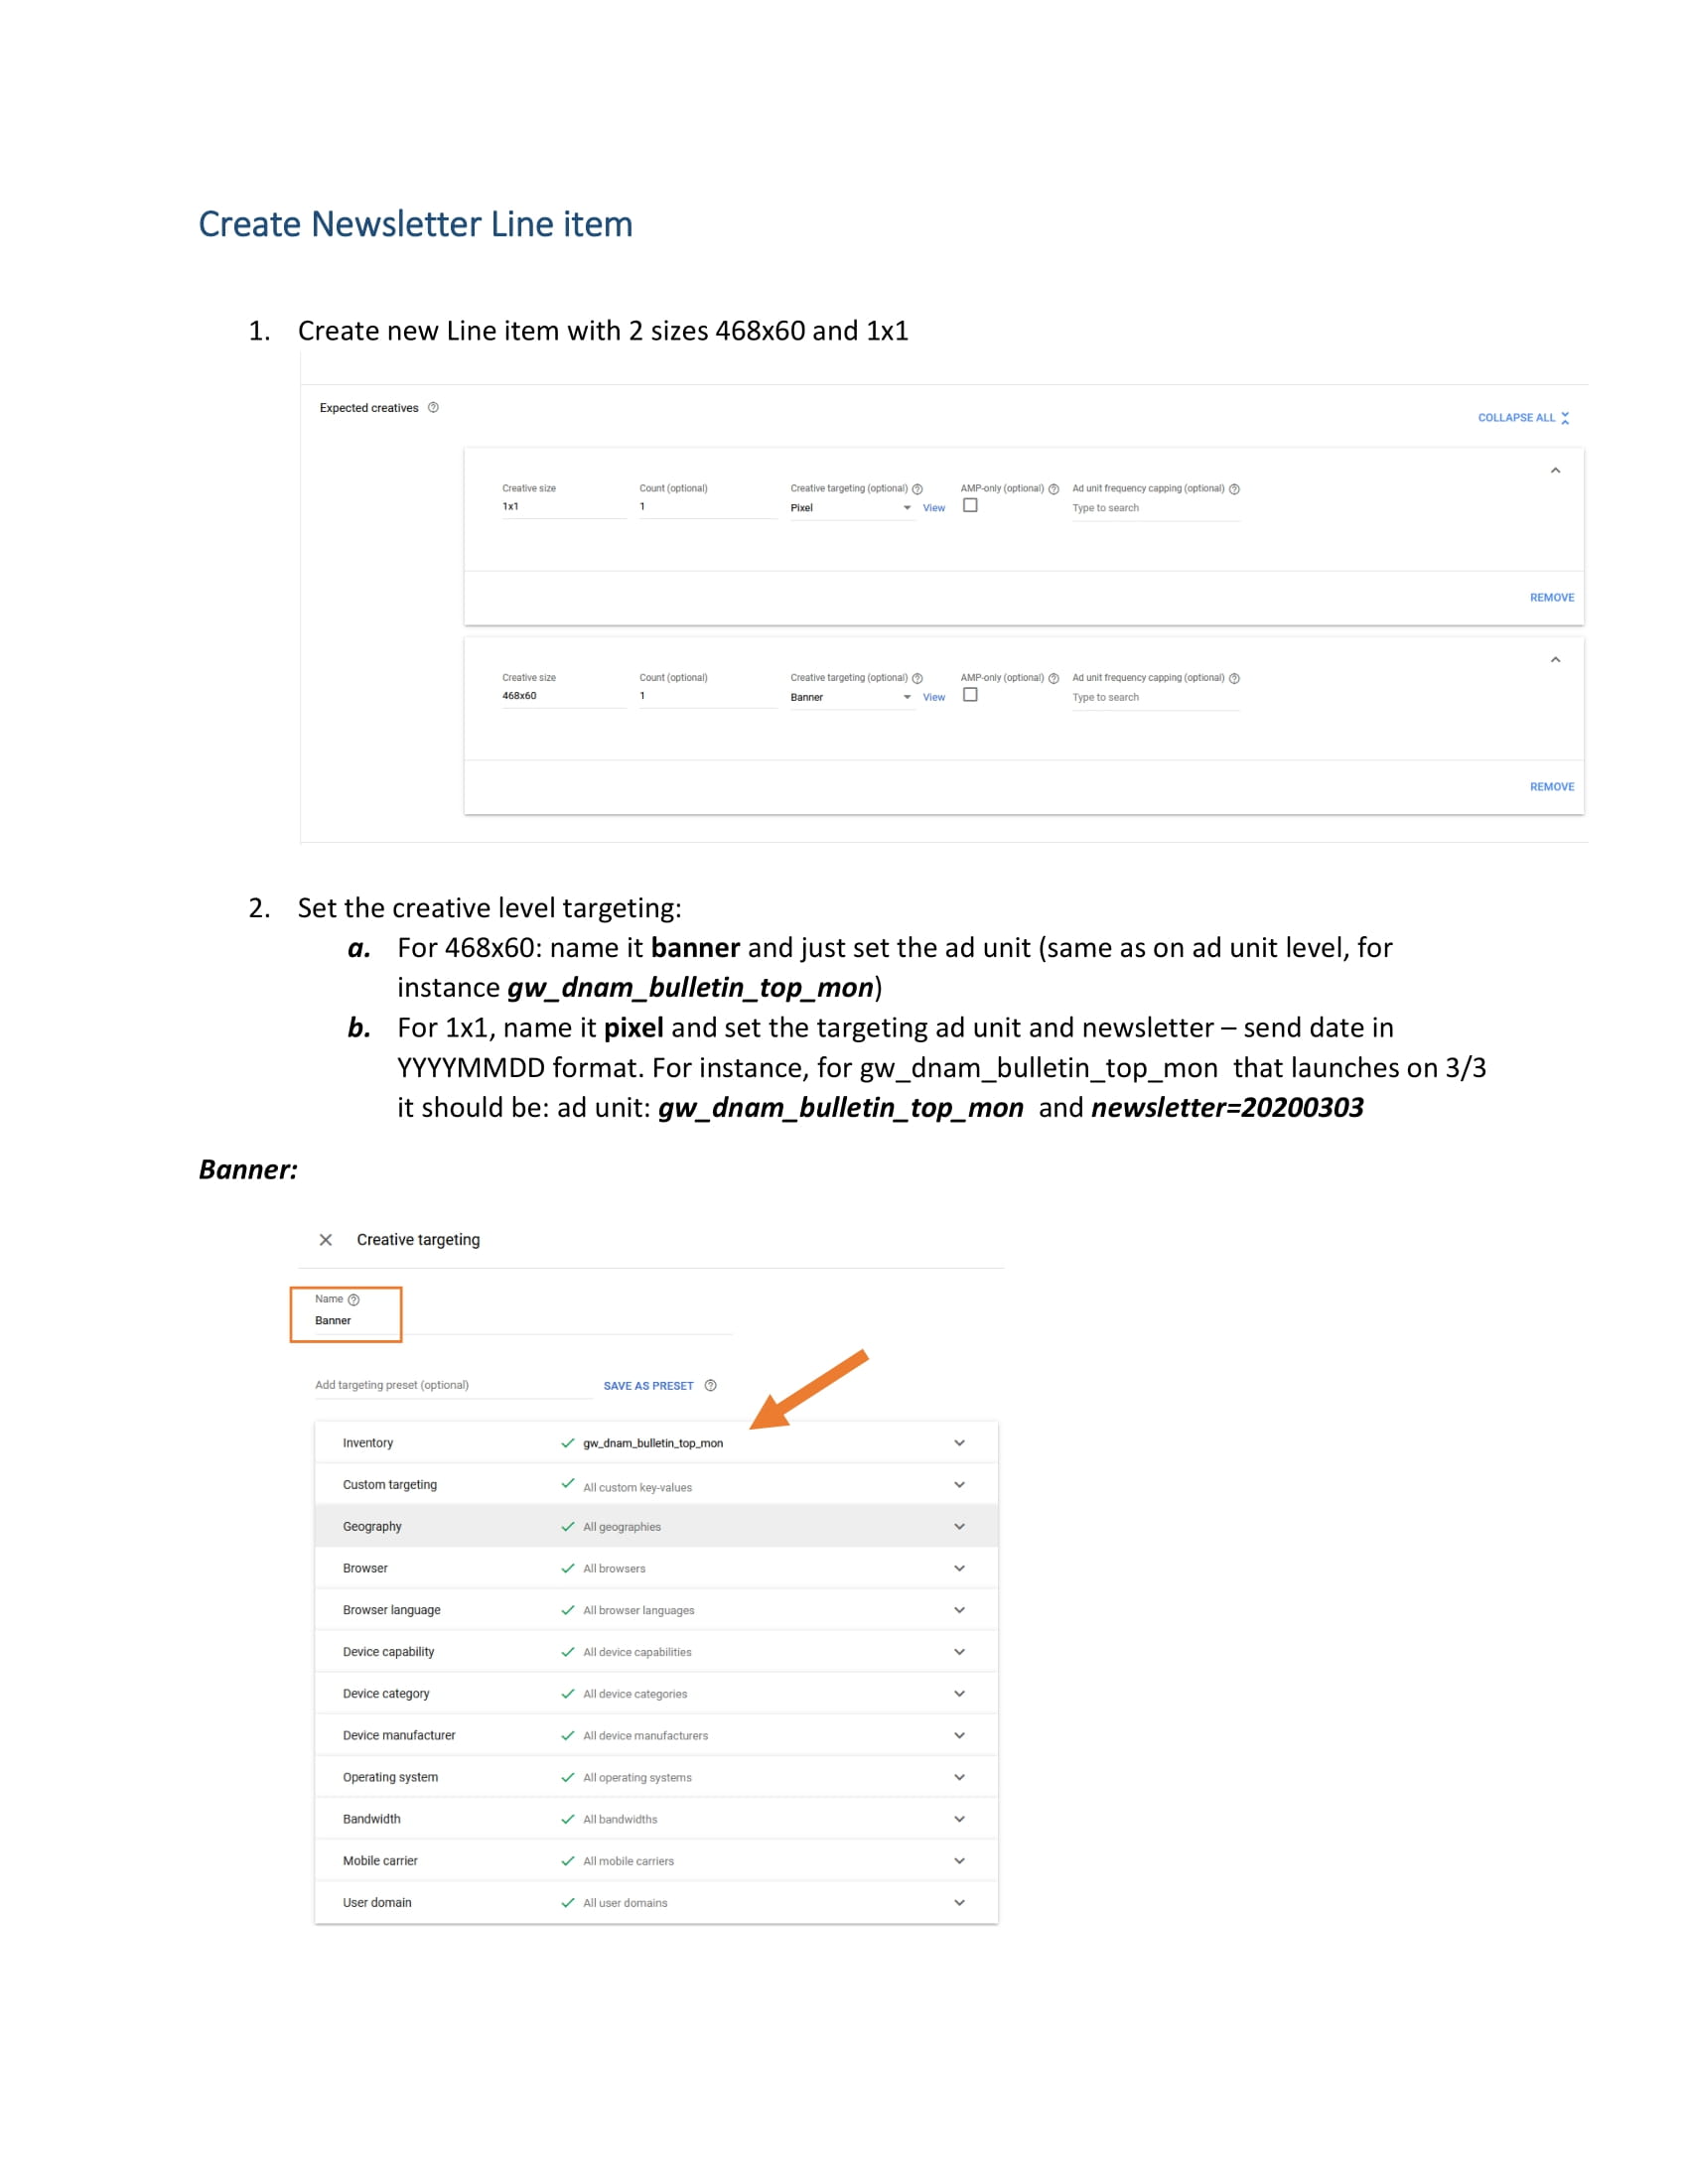 Create Newsletter Line item
1. Create new Line item with 2 sizes 468x60 and 1x1
Expected creatives
COLLAPSE ALL
Creative size Count (optional) Creative targeting (optional) AMP-only (optional) Ad unit frequency capping (optional)
1x1 1 Pixel View Type to search
REMOVE
Creative size Count (optional) Creative targeting (optional) AMP-only (optional) Ad unit frequency capping (optional)
468x60 1 Banner View Type to search
REMOVE
2. Set the creative level targeting:
a. For 468x60: name it banner and just set the ad unit (same as on ad unit level, for
instance gw_dnam_bulletin_top_mon)
b. For 1x1, name it pixel and set the targeting ad unit and newsletter – send date in
YYYYMMDD format. For instance, for gw_dnam_bulletin_top_mon that launches on 3/3
it should be: ad unit: gw_dnam_bulletin_top_mon and newsletter=20200303
Banner:
Creative targeting
Name
Banner
Add targeting preset (optional) SAVE AS PRESET
Inventory gw_dnam_bulletin_top_mon
Custom targeting All custom key-values
Geography All geographies
Browser All browsers
Browser language All browser languages
Device capability All device capabilities
Device category All device categories
Device manufacturer All device manufacturers
Operating system All operating systems
Bandwidth All bandwidths
Mobile carrier All mobile carriers
User domain All user domains